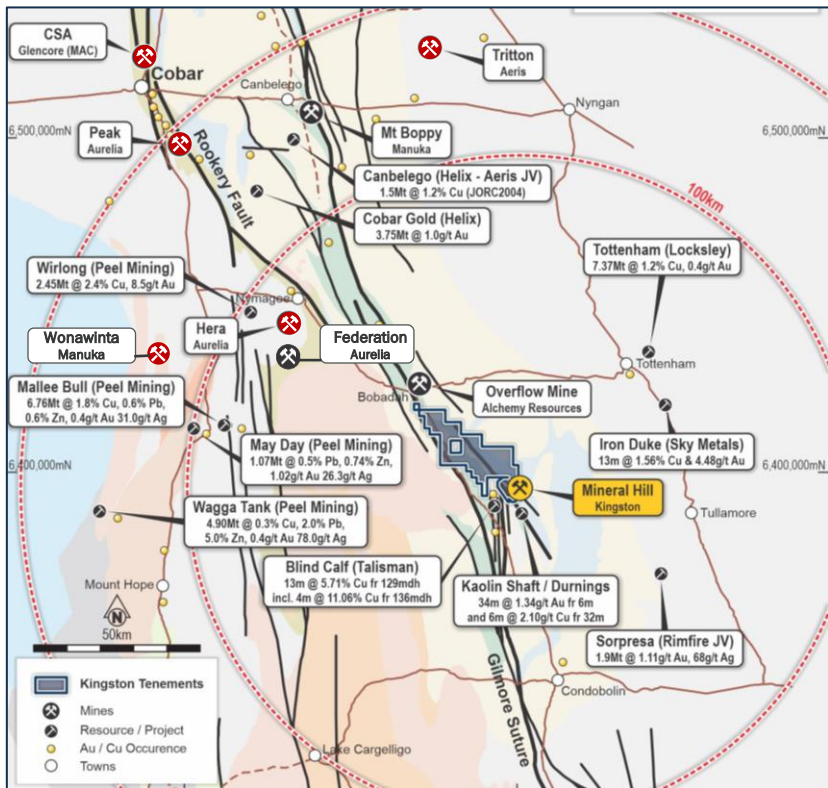 CSA
Glencore (MAC)
Cobar
Canbelego
Tritton
Aeris
Nyngan
6,500,000mN
6,500,000mN
Peak
Aurelia
Mt Boppy
Manuka
Rookery Fault
Canbelego (Helix - Aeris JV)
1.5Mt @ 1.2% Cu (JORC2004)
100km
Cobar Gold (Helix)
3.75Mt @ 1.0g/t Au
Tottenham (Locksley)
7.37Mt @ 1.2% Cu, 0.4g/t Au
Wirlong (Peel Mining)
2.45Mt @ 2.4% Cu, 8.5g/t Au
Nymagee
Hera
Aurelia
Federation
Aurelia
Wonawinta
Manuka
Tottenham
Mallee Bull (Peel Mining)
6.76Mt @ 1.8% Cu, 0.6% Pb,
0.6% Zn, 0.4g/t Au 31.0g/t Ag
Bobadah
Overflow Mine
Alchemy Resources
May Day (Peel Mining)
1.07Mt @ 0.5% Pb, 0.74% Zn,
1.02g/t Au 26.3g/t Ag
Iron Duke (Sky Metals)
13m @ 1.56% Cu & 4.48g/t Au
6,400,000mN
6,400,000mN
Mineral Hill
Kingston
Tullamore
Wagga Tank (Peel Mining)
4.90Mt @ 0.3% Cu, 2.0% Pb,
5.0% Zn, 0.4g/t Au 78.0g/t Ag
Blind Calf (Talisman)
13m @ 5.71% Cu fr 129mdh
incl. 4m @ 11.06% Cu fr 136mdh
Kaolin Shaft / Durnings
34m @ 1.34g/t Au fr 6m
and 6m @ 2.10g/t Cu fr 32m
Mount Hope
N
50km
Sorpresa (Rimfire JV)
1.9Mt @ 1.11g/t Au, 68g/t Ag
Gilmore Suture
Condobolin
Kingston Tenements
Mines
Resource / Project
Au / Cu Occurence
Towns
Lake Cargelligo